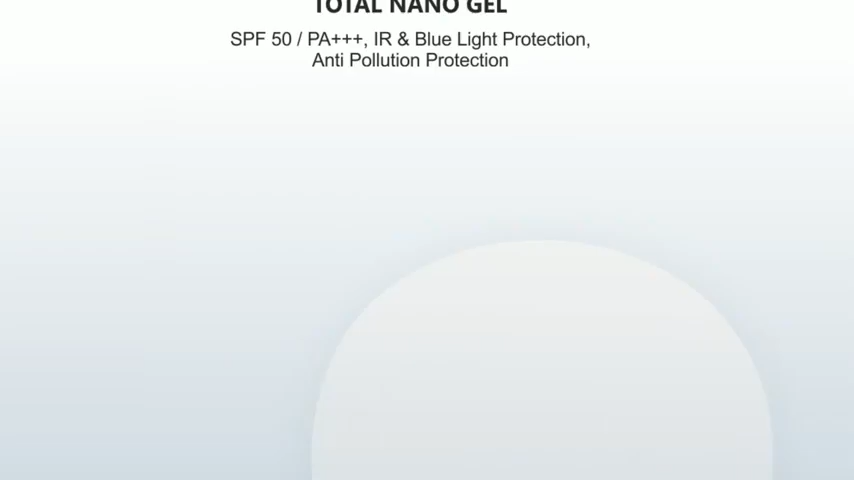 TOTAL NANO GEL
SPF 50 / PA+++, IR & Blue Light Protection,
Anti Pollution Protection